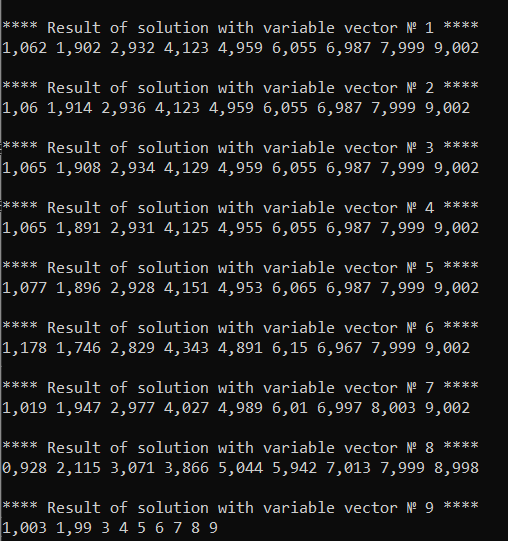 **** Result of solution with variable vector № 1 ****
1,062 1,902 2,932 4,123 4,959 6,055 6,987 7,999 9,002
**** Result of solution with variable vector № 2 ****
1,06 1,914 2,936 4,123 4,959 6,055 6,987 7,999 9,002
**** Result of solution with variable vector № 3 ****
1,065 1,908 2,934 4,129 4,959 6,055 6,987 7,999 9,002
**** Result of solution with variable vector № 4 ****
1,065 1,891 2,931 4,125 4,955 6,055 6,987 7,999 9,002
**** Result of solution with variable vector № 5 ****
1,077 1,896 2,928 4,151 4,953 6,065 6,987 7,999 9,002
**** Result of solution with variable vector № 6 ****
1,178 1,746 2,829 4,343 4,891 6,15 6,967 7,999 9,002
**** Result of solution with variable vector № 7 ****
1,019 1,947 2,977 4,027 4,989 6,01 6,997 8,003 9,002
**** Result of solution with variable vector № 8 ****
0,928 2,115 3,071 3,866 5,044 5,942 7,013 7,999 8,998
**** Result of solution with variable vector № 9 ****
1,003 1,99 3 4 5 6 7 8 9